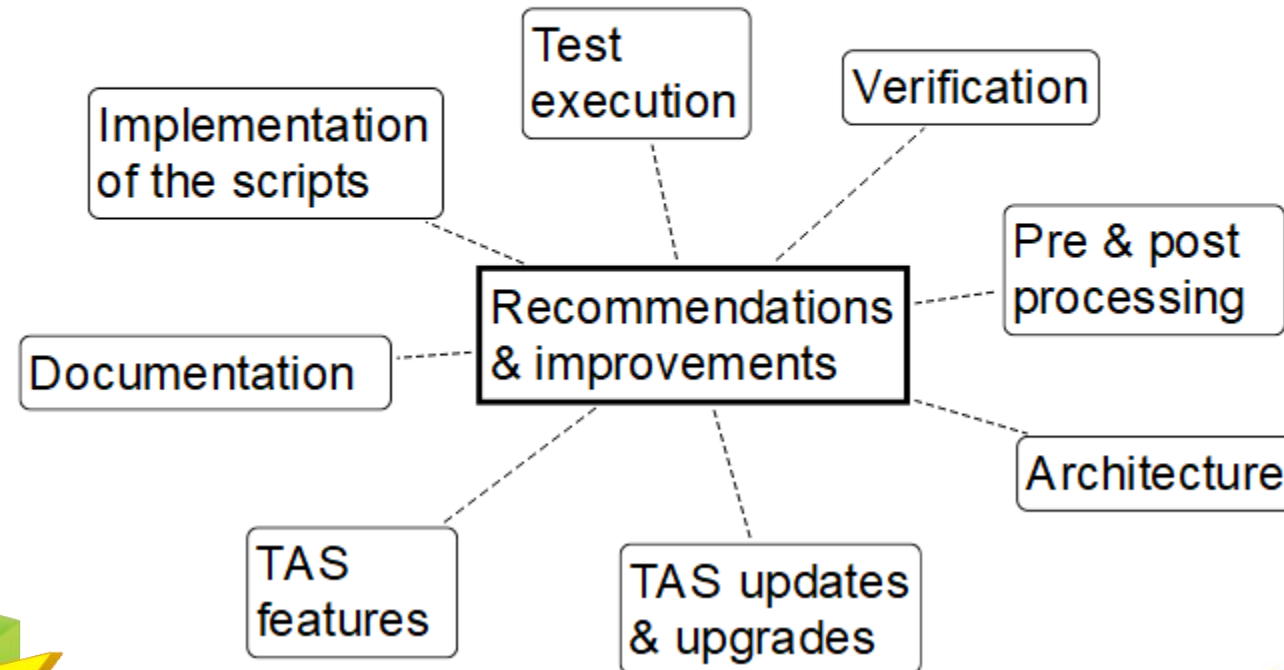 Test
execution
Verification
Implementation
of the scripts
Pre & post
processing
Recommendations
& improvements
Documentation
Architecture
TAS
features
TAS updates
& upgrades